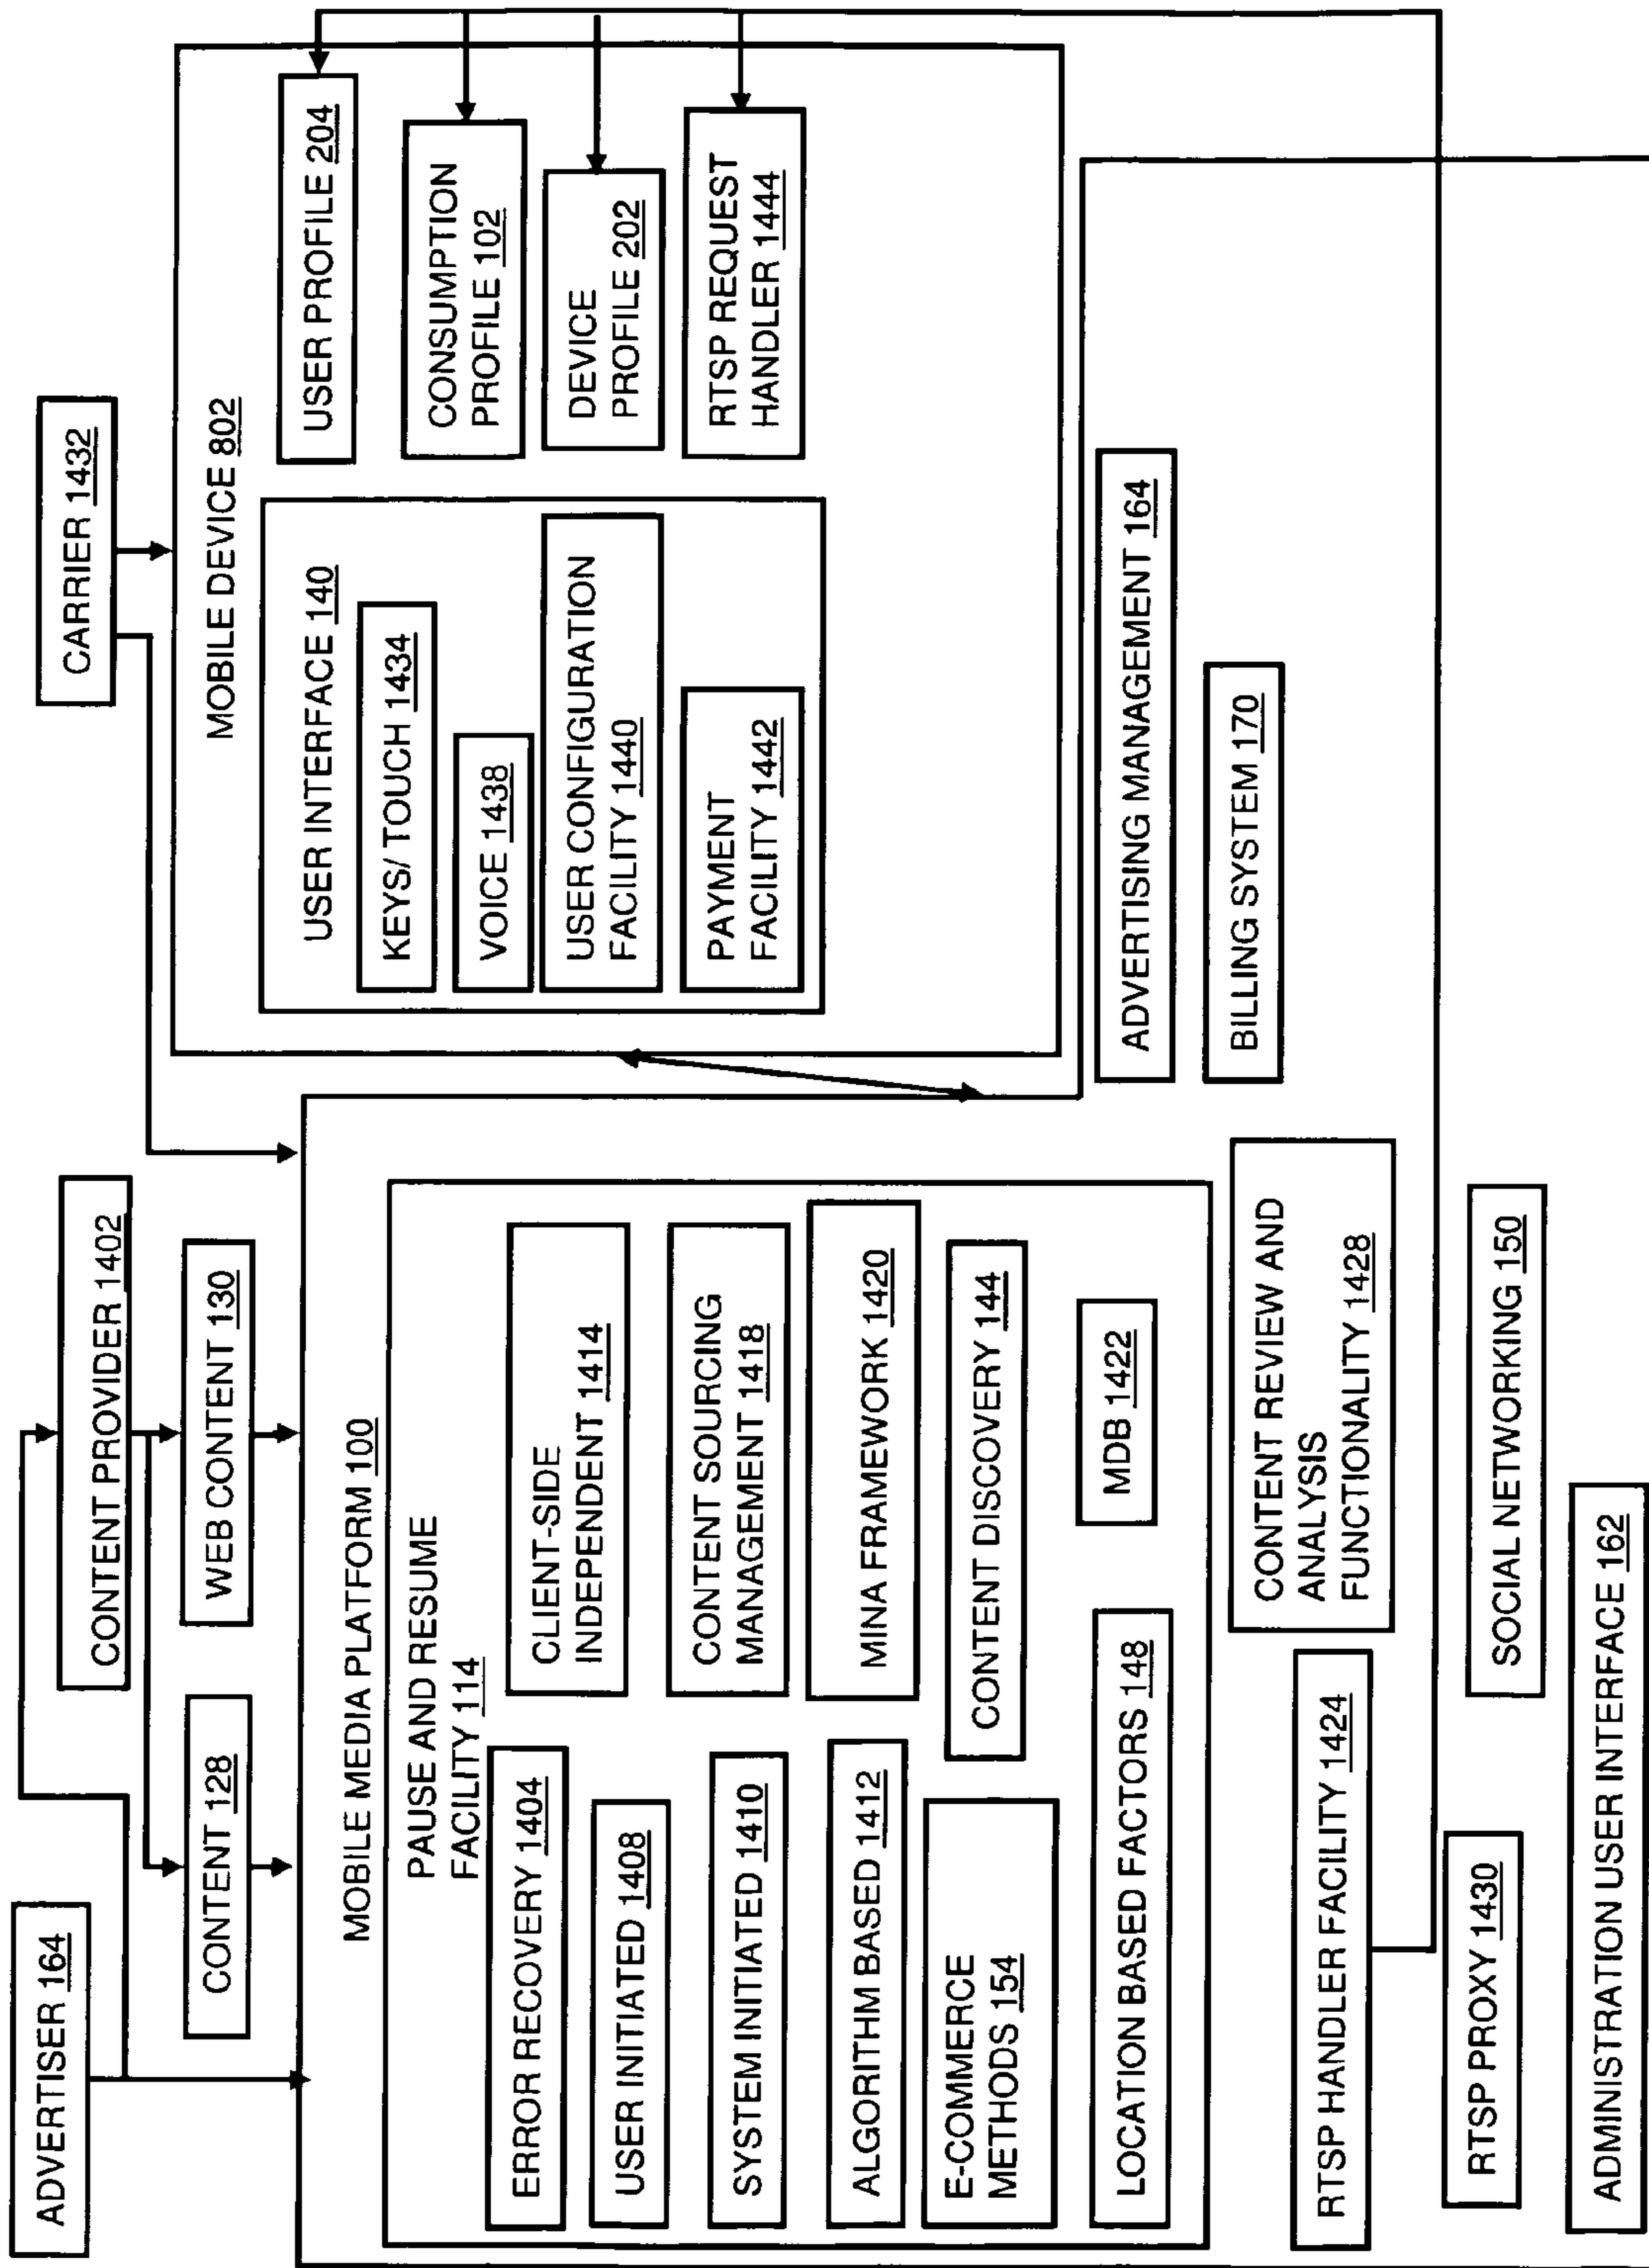 ADVERTISER 164
CONTENT PROVIDER 1402
CARRIER 1432
CONTENT 128
WEB CONTENT 130
MOBILE MEDIA PLATFORM 100
PAUSE AND RESUME
FACILITY 114
ERROR RECOVERY 1404
USER INITIATED 1408
SYSTEM INITIATED 1410
ALGORITHM BASED 1412
E-COMMERCE
METHODS 154
LOCATION BASED FACTORS 148
CLIENT-SIDE
INDEPENDENT 1414
CONTENT SOURCING
MANAGEMENT 1418
MINA FRAMEWORK 1420
CONTENT DISCOVERY 144
MDB 1422
RTSP HANDLER FACILITY 1424
CONTENT REVIEW AND
ANALYSIS
FUNCTIONALITY 1428
RTSP PROXY 1430
SOCIAL NETWORKING 150
ADMINISTRATION USER INTERFACE 162
MOBILE DEVICE 802
USER INTERFACE 140
KEYS/ TOUCH 1434
VOICE 1438
USER CONFIGURATION
FACILITY 1440
PAYMENT
FACILITY 1442
USER PROFILE 204
CONSUMPTION
PROFILE 102
DEVICE
PROFILE 202
RTSP REQUEST
HANDLER 1444
ADVERTISING MANAGEMENT 164
BILLING SYSTEM 170